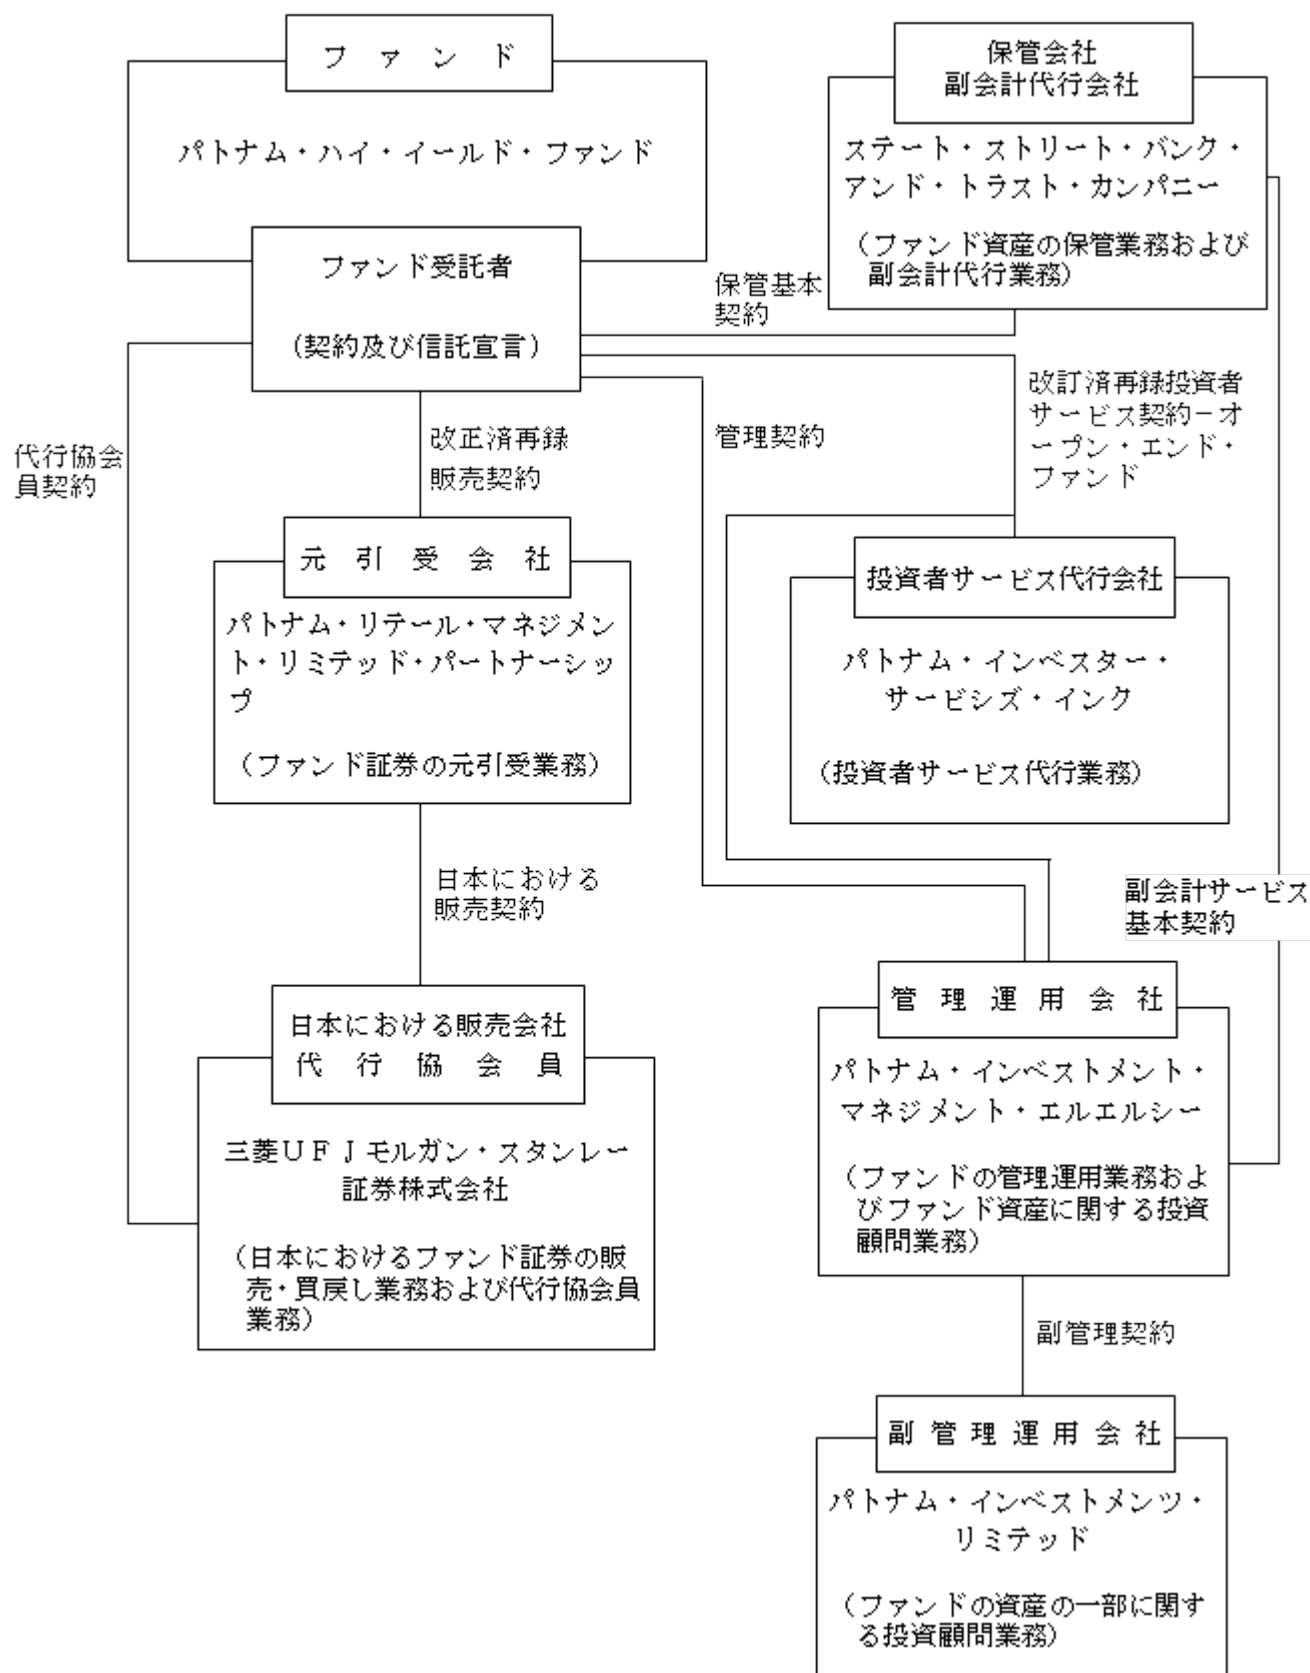 ファンド
パトナム・ハイ・イールド・ファンド
ファンド受託者
(契約及び信託宣言)
保管会社
副会計代行会社
ステート・ストリート・バンク・
アンド・トラスト・カンパニー
(ファンド資産の保管業務および
副会計代行業務)
保管基本
契約
代行協会
員契約
改正済再録
販売契約
管理契約
改訂済再録投資者
サービス契約-オ
ープン・エンド・
ファンド
元引受会社
パトナム・リテール・マネジメン
ト・リミテッド・パートナーシッ
プ
(ファンド証券の元引受業務)
投資者サービス代行会社
パトナム・インベスター・
サービシズ・インク
(投資者サービス代行業務)
日本における
販売契約
副会計サービス
基本契約
日本における販売会社
代行協会員
三菱UFJモルガン・スタンレー
証券株式会社
(日本におけるファンド証券の販
売・買戻し業務および代行協会員
業務)
管理運用会社
パトナム・インベストメント・
マネジメント・エルエルシー
(ファンドの管理運用業務およ
びファンド資産に関する投資
顧問業務)
副管理契約
副管理運用会社
パトナム・インベストメンツ・
リミテッド
(ファンドの資産の一部に関す
る投資顧問業務)